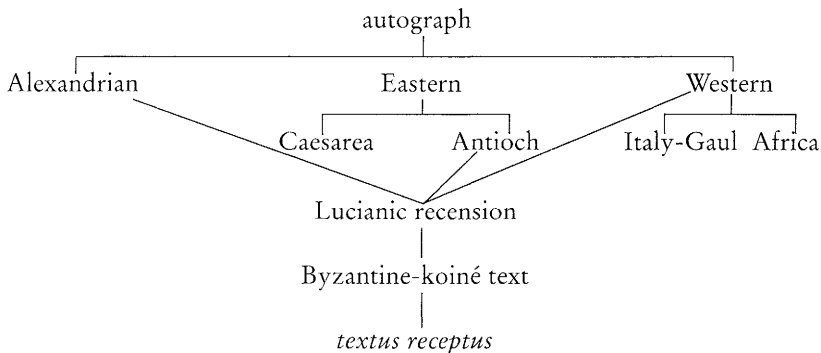 autograph
Alexandrian Eastern Western
Caesarea Antioch Italy-Gaul Africa
Lucianic recension
Byzantine-koiné text
textus receptus